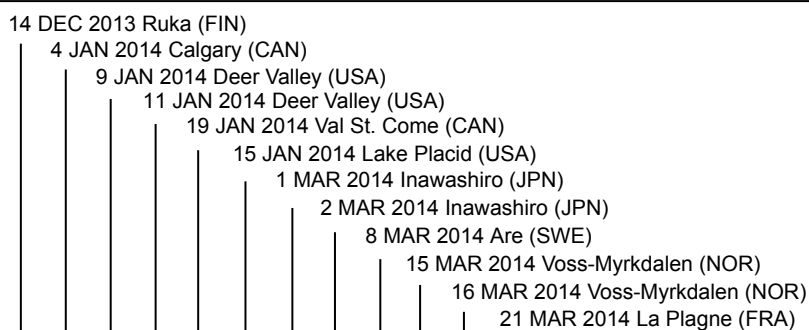 14 DEC 2013 Ruka (FIN)
4 JAN 2014 Calgary (CAN)
9 JAN 2014 Deer Valley (USA)
11 JAN 2014 Deer Valley (USA)
19 JAN 2014 Val St. Come (CAN)
15 JAN 2014 Lake Placid (USA)
1 MAR 2014 Inawashiro (JPN)
2 MAR 2014 Inawashiro (JPN)
8 MAR 2014 Are (SWE)
15 MAR 2014 Voss-Myrkdalen (NOR)
16 MAR 2014 Voss-Myrkdalen (NOR)
21 MAR 2014 La Plagne (FRA)